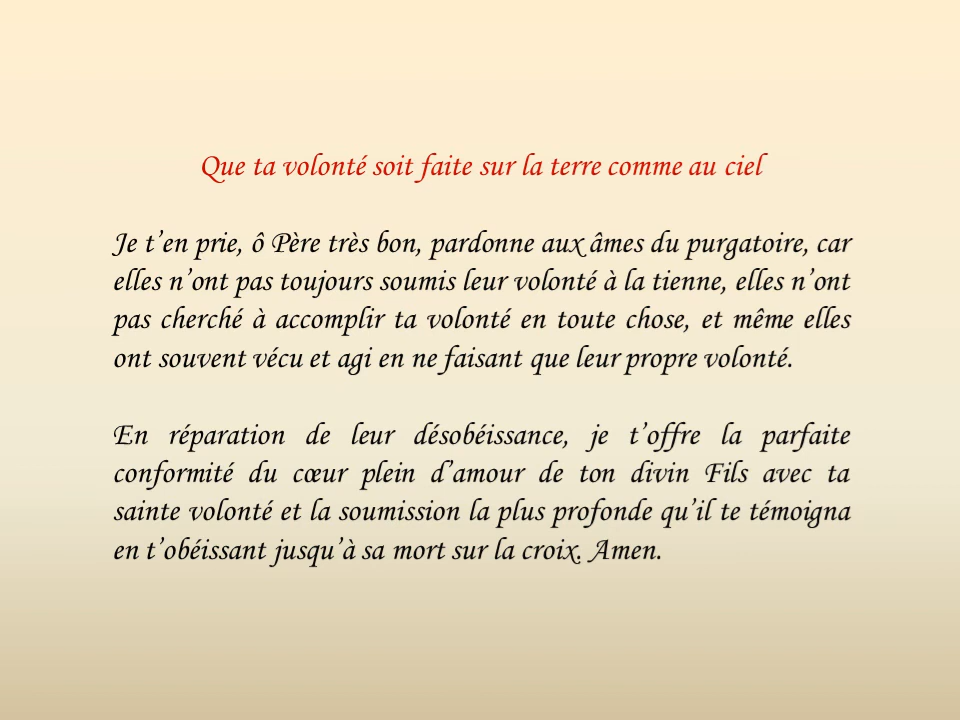 Que ta volonté soit faite sur la terre comme au ciel
Je t’en prie, ô Père très bon, pardonne aux âmes du purgatoire, car
elles n’ont pas toujours soumis leur volonté à la tienne, elles n’ont
pas cherché à accomplir ta volonté en toute chose, et même elles
ont souvent vécu et agi en ne faisant que leur propre volonté.
En réparation de leur désobéissance, je t’offre la parfaite
conformité du cœur plein d’amour de ton divin Fils avec ta
sainte volonté et la soumission la plus profonde qu’il te témoigna
en t’obéissant jusqu’à sa mort sur la croix. Amen.